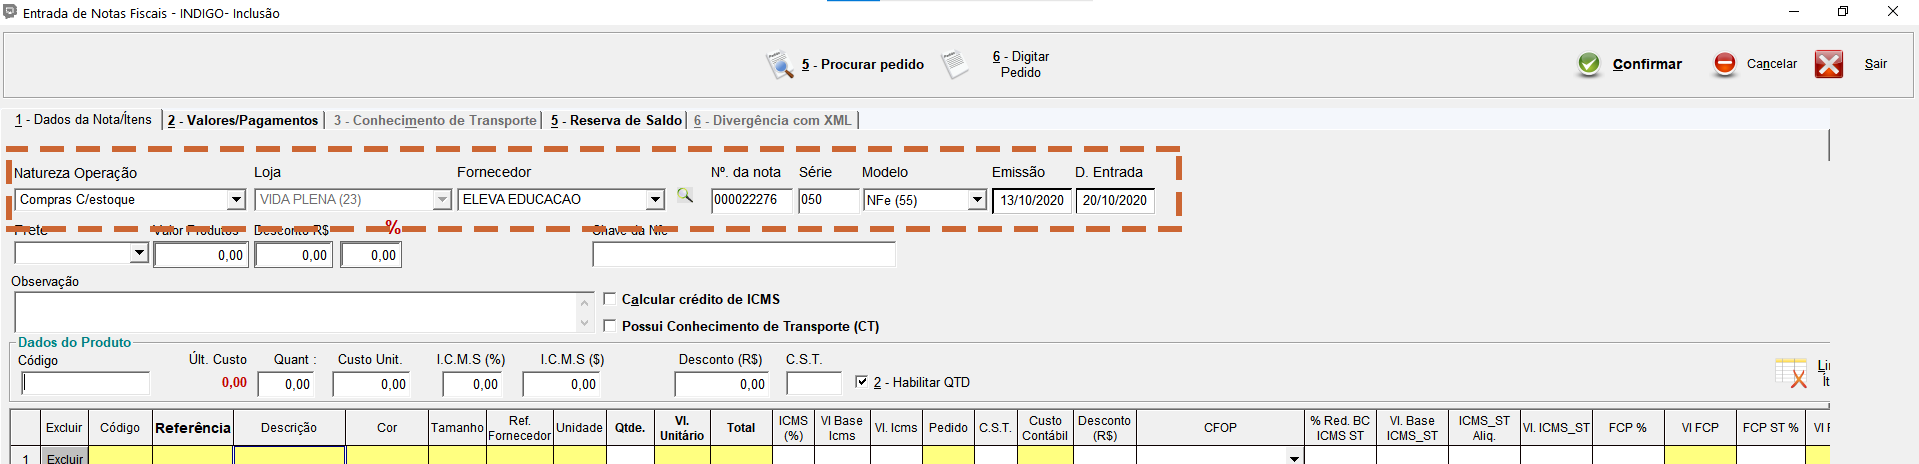 Entrada de Notas Fiscais - INDIGO- Inclusão
5 - Procurar pedido
6 - Digitar
Pedido
Confirmar
Cancelar
Sair
1 - Dados da Nota/Ítens
2 - Valores/Pagamentos
3 - Conhecimento de Transporte
5 - Reserva de Saldo
6 - Divergência com XML
Natureza Operação Loja Fornecedor Nº. da nota Série Modelo Emissão D. Entrada
Compras C/estoque VIDA PLENA (23) ELEVA EDUCACAO 000022276 050 NFe (55) 13/10/2020 20/10/2020
Frete Valor Produtos Desconto R$ % Chave da Nfe
0,00 0,00 0,00
Observação
Calcular crédito de ICMS
Possui Conhecimento de Transporte (CT)
Dados do Produto
Código Últ. Custo Quant : Custo Unit. I.C.M.S (%) I.C.M.S ($) Desconto (R$) C.S.T.
0,00 0,00 0,00 0,00 0,00 0,00 2 - Habilitar QTD
Excluir Código Referência Descrição Cor Tamanho Ref. Fornecedor Unidade Qtde. Vl. Unitário Total ICMS (%) Vl Base Icms Vl. Icms Pedido C.S.T. Custo Contábil Desconto (R$) CFOP % Red. BC ICMS ST Vl. Base ICMS_ST ICMS_ST Aliq. Vl. ICMS_ST FCP % Vl FCP FCP ST %
1 Excluir